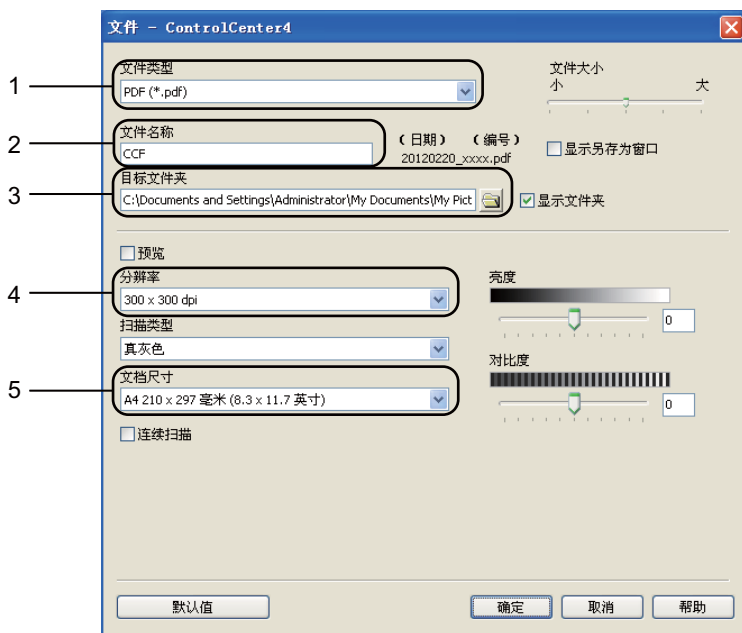 文件 - ControlCenter4
1
文件类型
PDF (*.pdf)
文件大小
小 大
2
文件名称
CCF
(日期) (编号)
20120220_xxxx.pdf
显示另存为窗口
3
目标文件夹
C:\Documents and Settings\Administrator\My Documents\My Pict
显示文件夹
预览
4
分辨率
300 x 300 dpi
扫描类型
真灰色
5
文档尺寸
A4 210 x 297 毫米 (8.3 x 11.7 英寸)
连续扫描
亮度
0
对比度
0
默认值
确定
取消
帮助